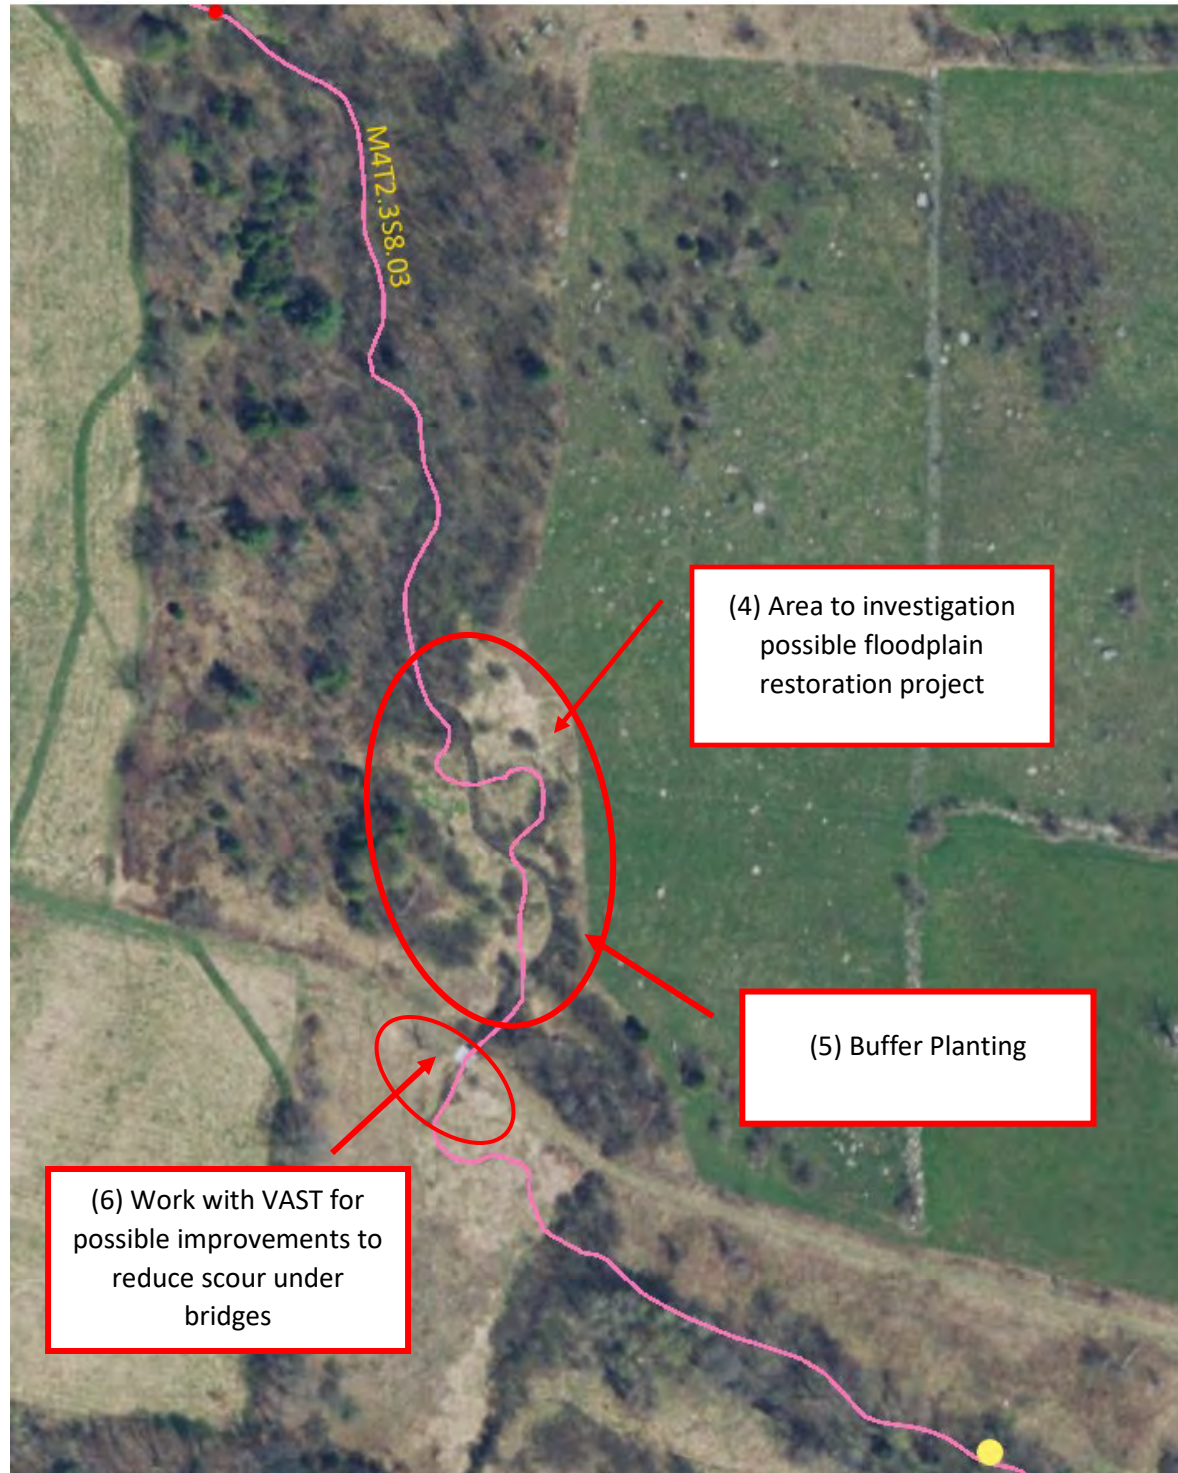 M4T2.3S8.03
(4) Area to investigation
possible floodplain
restoration project
(5) Buffer Planting
(6) Work with VAST for
possible improvements to
reduce scour under
bridges